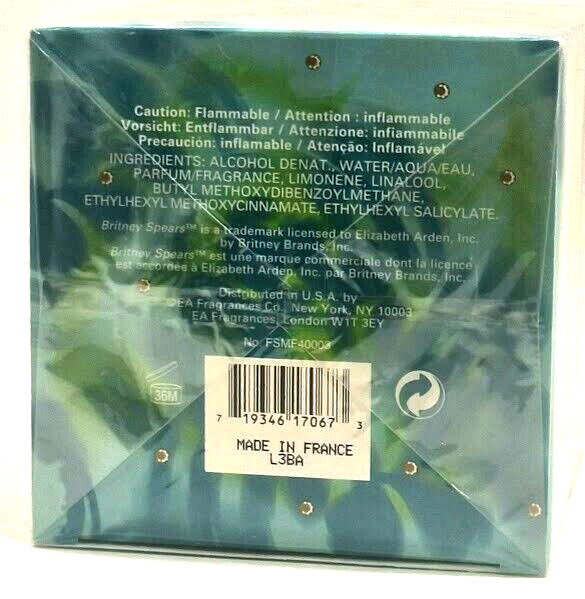 Caution: Flammable / Attention : inflammable
Vorsicht: Entflammbar / Attenzione: infiammabile
Precaución: inflamable / Atenção: Inflamável
INGREDIENTS: ALCOHOL DENAT., WATER/AQUA/EAU,
PARFUM/FRAGRANCE, LIMONENE, LINALOOL,
BUTYL METHOXYDIBENZOYLMETHANE,
ETHYLHEXYL METHOXYCINNAMATE, ETHYLHEXYL SALICYLATE.
Britney Spears™ is a trademark licensed to Elizabeth Arden, Inc.
by Britney Brands, Inc.
Britney Spears™ est une marque commerciale dont la licence
est accordée à Elizabeth Arden, Inc. par Britney Brands, Inc.
Distributed in U.S.A. by
DEA Fragrances Co. New York, NY 10003
EA Fragrances, London W1T 3EY
No. FSMF40003
36M
7 19346 17067 3
MADE IN FRANCE
L3BA